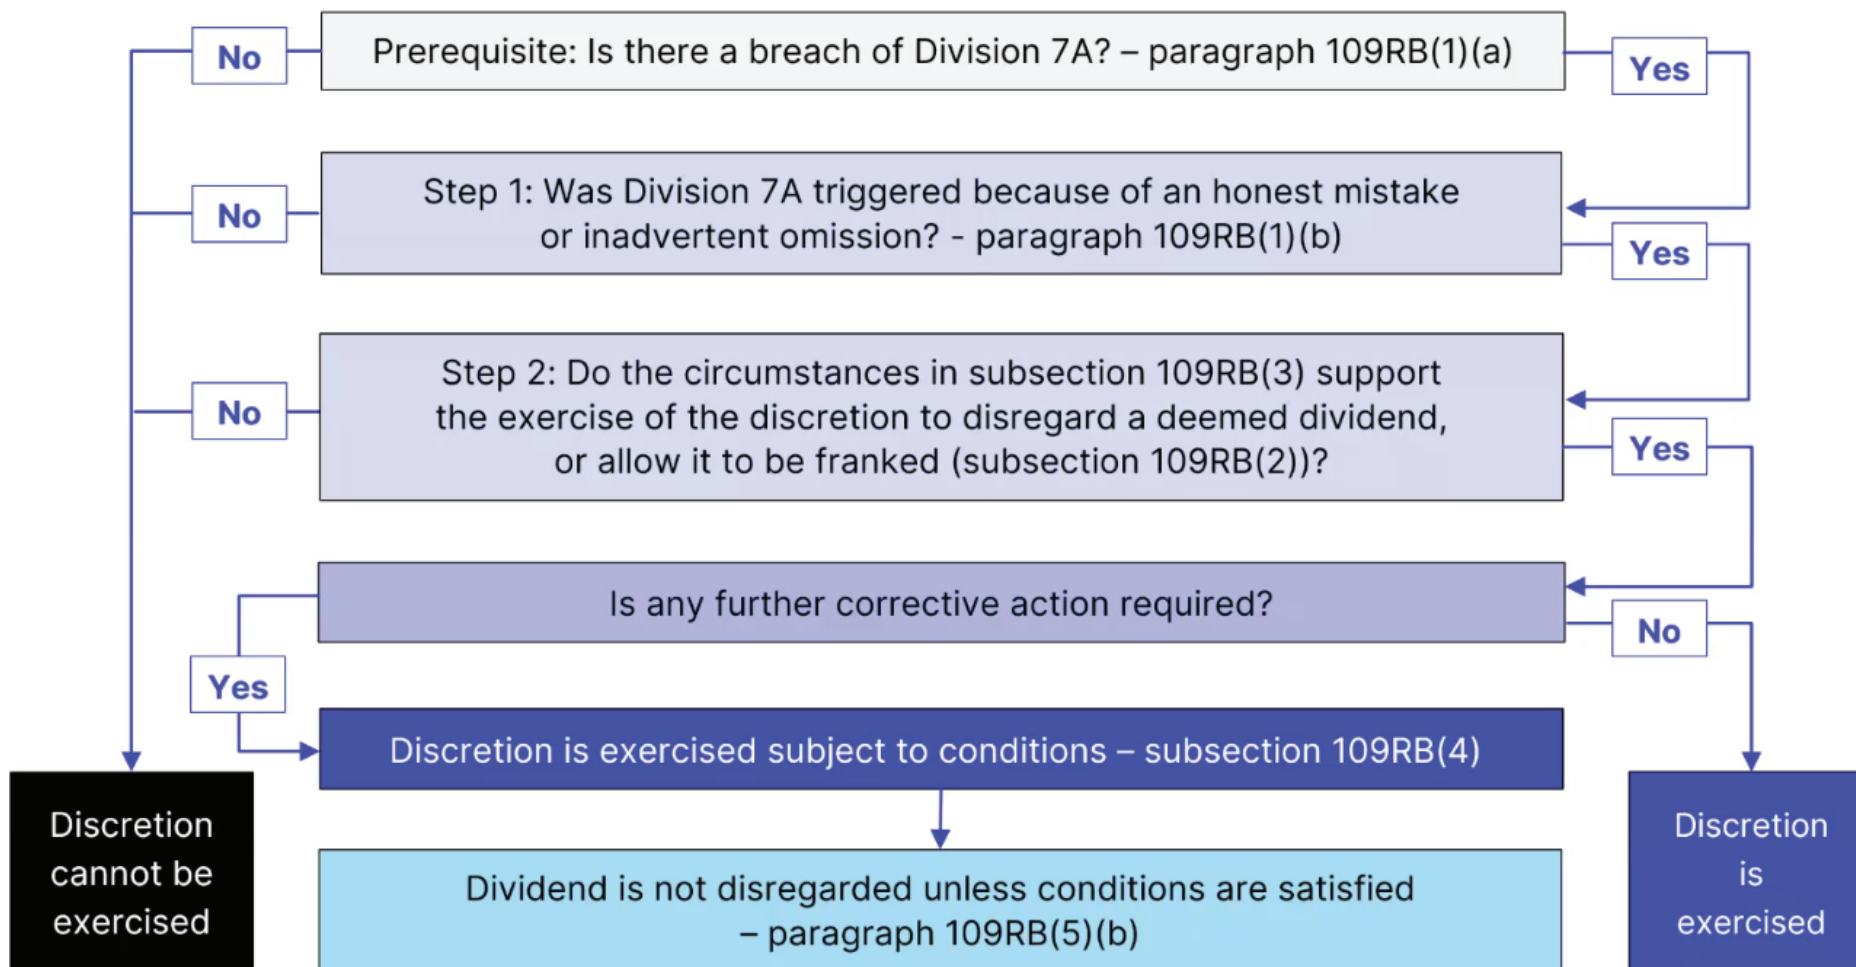 Prerequisite: Is there a breach of Division 7A? – paragraph 109RB(1)(a)
No
Yes
Step 1: Was Division 7A triggered because of an honest mistake
or inadvertent omission? - paragraph 109RB(1)(b)
No
Yes
Step 2: Do the circumstances in subsection 109RB(3) support
the exercise of the discretion to disregard a deemed dividend,
or allow it to be franked (subsection 109RB(2))?
No
Yes
Is any further corrective action required?
No
Yes
Discretion is exercised subject to conditions – subsection 109RB(4)
Discretion
cannot be
exercised
Dividend is not disregarded unless conditions are satisfied
– paragraph 109RB(5)(b)
Discretion
is
exercised